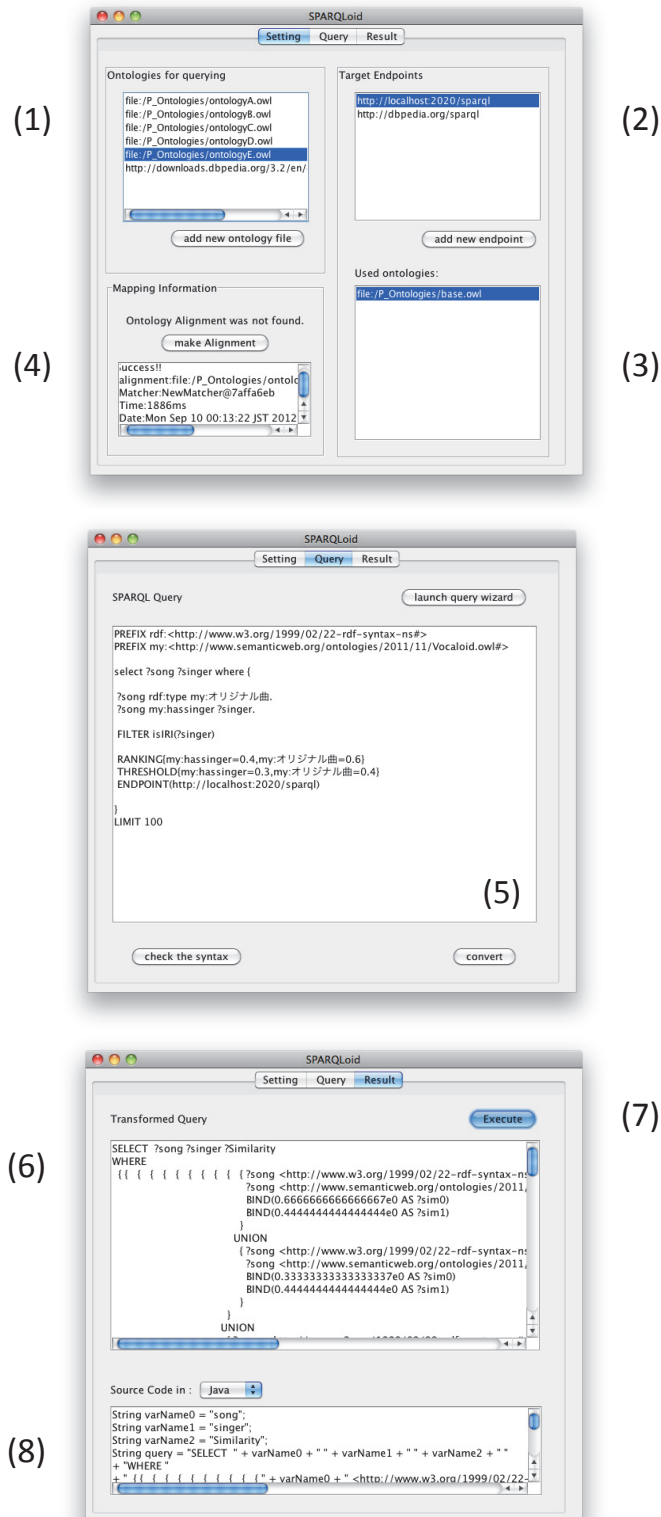 SPARQLoid
Setting Query Result
Ontologies for querying
file:/P_Ontologies/ontologyA.owl
file:/P_Ontologies/ontologyB.owl
file:/P_Ontologies/ontologyC.owl
file:/P_Ontologies/ontologyD.owl
file:/P_Ontologies/ontologyE.owl
http://downloads.dbpedia.org/3.2/en/
add new ontology file
(1)
Target Endpoints
http://localhost:2020/sparql
http://dbpedia.org/sparql
add new endpoint
(2)
Mapping Information
Ontology Alignment was not found.
make Alignment
success!!
alignment:file:/P_Ontologies/ontolo
Matcher:NewMatcher@7affa6eb
Time:1886ms
Date:Mon Sep 10 00:13:22 JST 2012
(4)
Used ontologies:
file:/P_Ontologies/base.owl
(3)
SPARQLoid
Setting Query Result
SPARQL Query
launch query wizard
PREFIX rdf:<http://www.w3.org/1999/02/22-rdf-syntax-ns#>
PREFIX my:<http://www.semanticweb.org/ontologies/2011/11/Vocaloid.owl#>
select ?song ?singer where {
?song rdf:type my:オリジナル曲.
?song my:hassinger ?singer.
FILTER isIRI(?singer)
RANKING{my:hassinger=0.4,my:オリジナル曲=0.6}
THRESHOLD{my:hassinger=0.3,my:オリジナル曲=0.4}
ENDPOINT(http://localhost:2020/sparql)
}
LIMIT 100
(5)
check the syntax
convert
SPARQLoid
Setting Query Result
Transformed Query
Execute
(7)
(6)
SELECT ?song ?singer ?Similarity
WHERE
{ { { { { { { { { { { ?song <http://www.w3.org/1999/02/22-rdf-syntax-ns
?song <http://www.semanticweb.org/ontologies/2011/
BIND(0.6666666666666667e0 AS ?sim0)
BIND(0.4444444444444444e0 AS ?sim1)
}
UNION
{ ?song <http://www.w3.org/1999/02/22-rdf-syntax-ns
?song <http://www.semanticweb.org/ontologies/2011/
BIND(0.33333333333333337e0 AS ?sim0)
BIND(0.4444444444444444e0 AS ?sim1)
}
}
UNION
Source Code in : Java
(8)
String varName0 = "song";
String varName1 = "singer";
String varName2 = "Similarity";
String query = "SELECT " + varName0 + " " + varName1 + " " + varName2 + " "
+ "WHERE "
+ " {{ { { { { { { { { {" + varName0 + " <http://www.w3.org/1999/02/22-